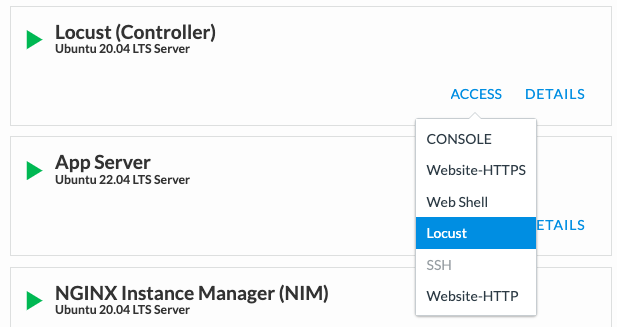 Locust (Controller)
Ubuntu 20.04 LTS Server
ACCESS DETAILS
CONSOLE
Website-HTTPS
Web Shell
Locust
SSH
Website-HTTP
App Server
Ubuntu 22.04 LTS Server
ETAILS
NGINX Instance Manager (NIM)
Ubuntu 20.04 LTS Server